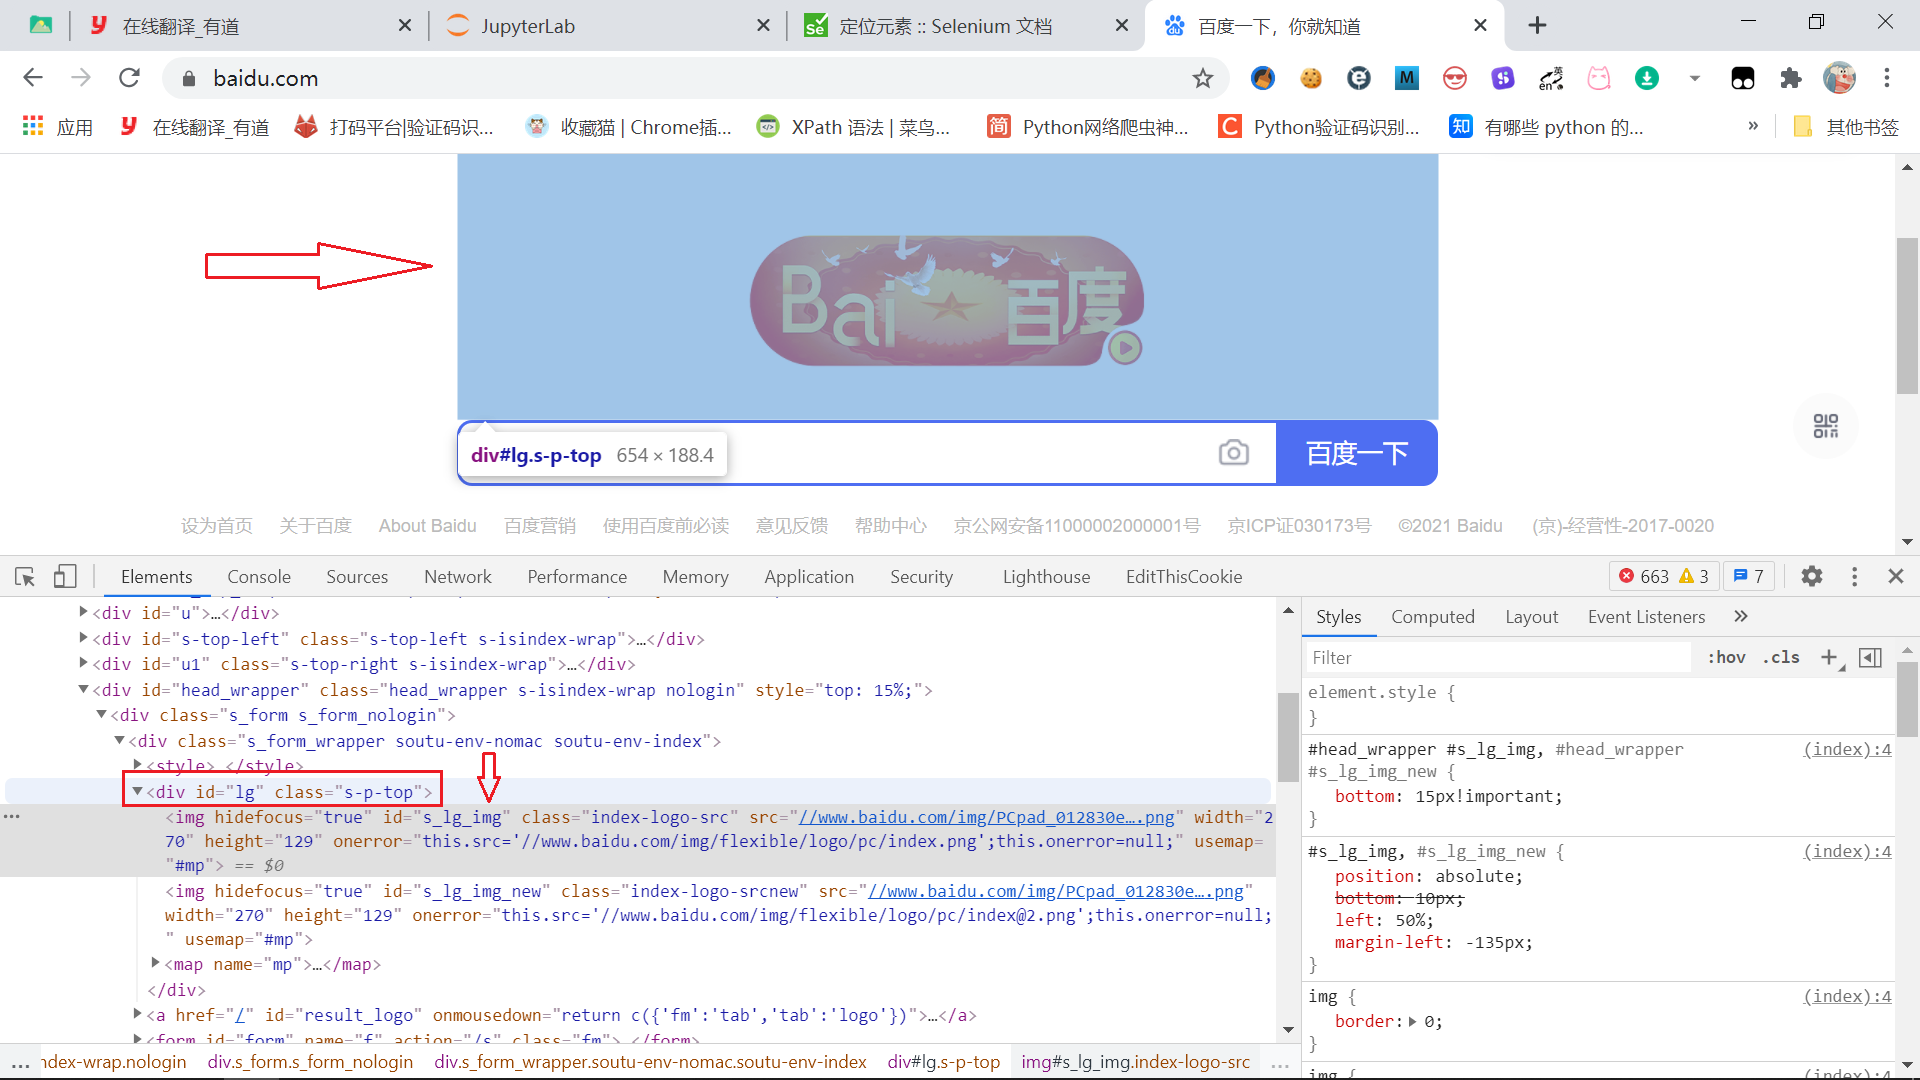 在线翻译_有道
JupyterLab
定位元素 :: Selenium 文档
百度一下，你就知道
baidu.com
应用
在线翻译_有道
打码平台|验证码识...
收藏猫 | Chrome插...
XPath 语法 | 菜鸟...
Python网络爬虫神...
Python验证码识别...
有哪些 python 的...
»
其他书签
Bai 百度
div#lg.s-p-top 654 × 188.4
百度一下
设为首页 关于百度 About Baidu 百度营销 使用百度前必读 意见反馈 帮助中心 京公网安备11000002000001号 京ICP证030173号 ©2021 Baidu (京)-经营性-2017-0020
Elements Console Sources Network Performance Memory Application Security Lighthouse EditThisCookie 663 3 7
<div id="u">…</div>
<div id="s-top-left" class="s-top-left s-isindex-wrap">…</div>
<div id="u1" class="s-top-right s-isindex-wrap">…</div>
<div id="head_wrapper" class="head_wrapper s-isindex-wrap nologin" style="top: 15%;">
<div class="s_form s_form_nologin">
<div class="s_form_wrapper soutu-env-nomac soutu-env-index">
<style> </style>
<div id="lg" class="s-p-top">
<img hidefocus="true" id="s_lg_img" class="index-logo-src" src="//www.baidu.com/img/PCpad_012830e….png" width="2
70" height="129" onerror="this.src='//www.baidu.com/img/flexible/logo/pc/index.png';this.onerror=null;" usemap=
"#mp"> == $0
<img hidefocus="true" id="s_lg_img_new" class="index-logo-srcnew" src="//www.baidu.com/img/PCpad_012830e….png"
width="270" height="129" onerror="this.src='//www.baidu.com/img/flexible/logo/pc/index@2.png';this.onerror=null;
" usemap="#mp">
<map name="mp">…</map>
</div>
<a href="/" id="result_logo" onmousedown="return c({'fm':'tab','tab':'logo'})">…</a>
<form id="form" name="f" action="/s" class="fm"> </form>
... ndex-wrap.nologin div.s_form.s_form_nologin div.s_form_wrapper.soutu-env-nomac.soutu-env-index div#lg.s-p-top img#s_lg_img.index-logo-src ...
Styles Computed Layout Event Listeners »
Filter :hov .cls +
element.style {
}
#head_wrapper #s_lg_img, #head_wrapper (index):4
#s_lg_img_new {
bottom: 15px!important;
}
#s_lg_img, #s_lg_img_new { (index):4
position: absolute;
bottom: 10px;
left: 50%;
margin-left: -135px;
}
img { (index):4
border: 0;
}
img { (index):4